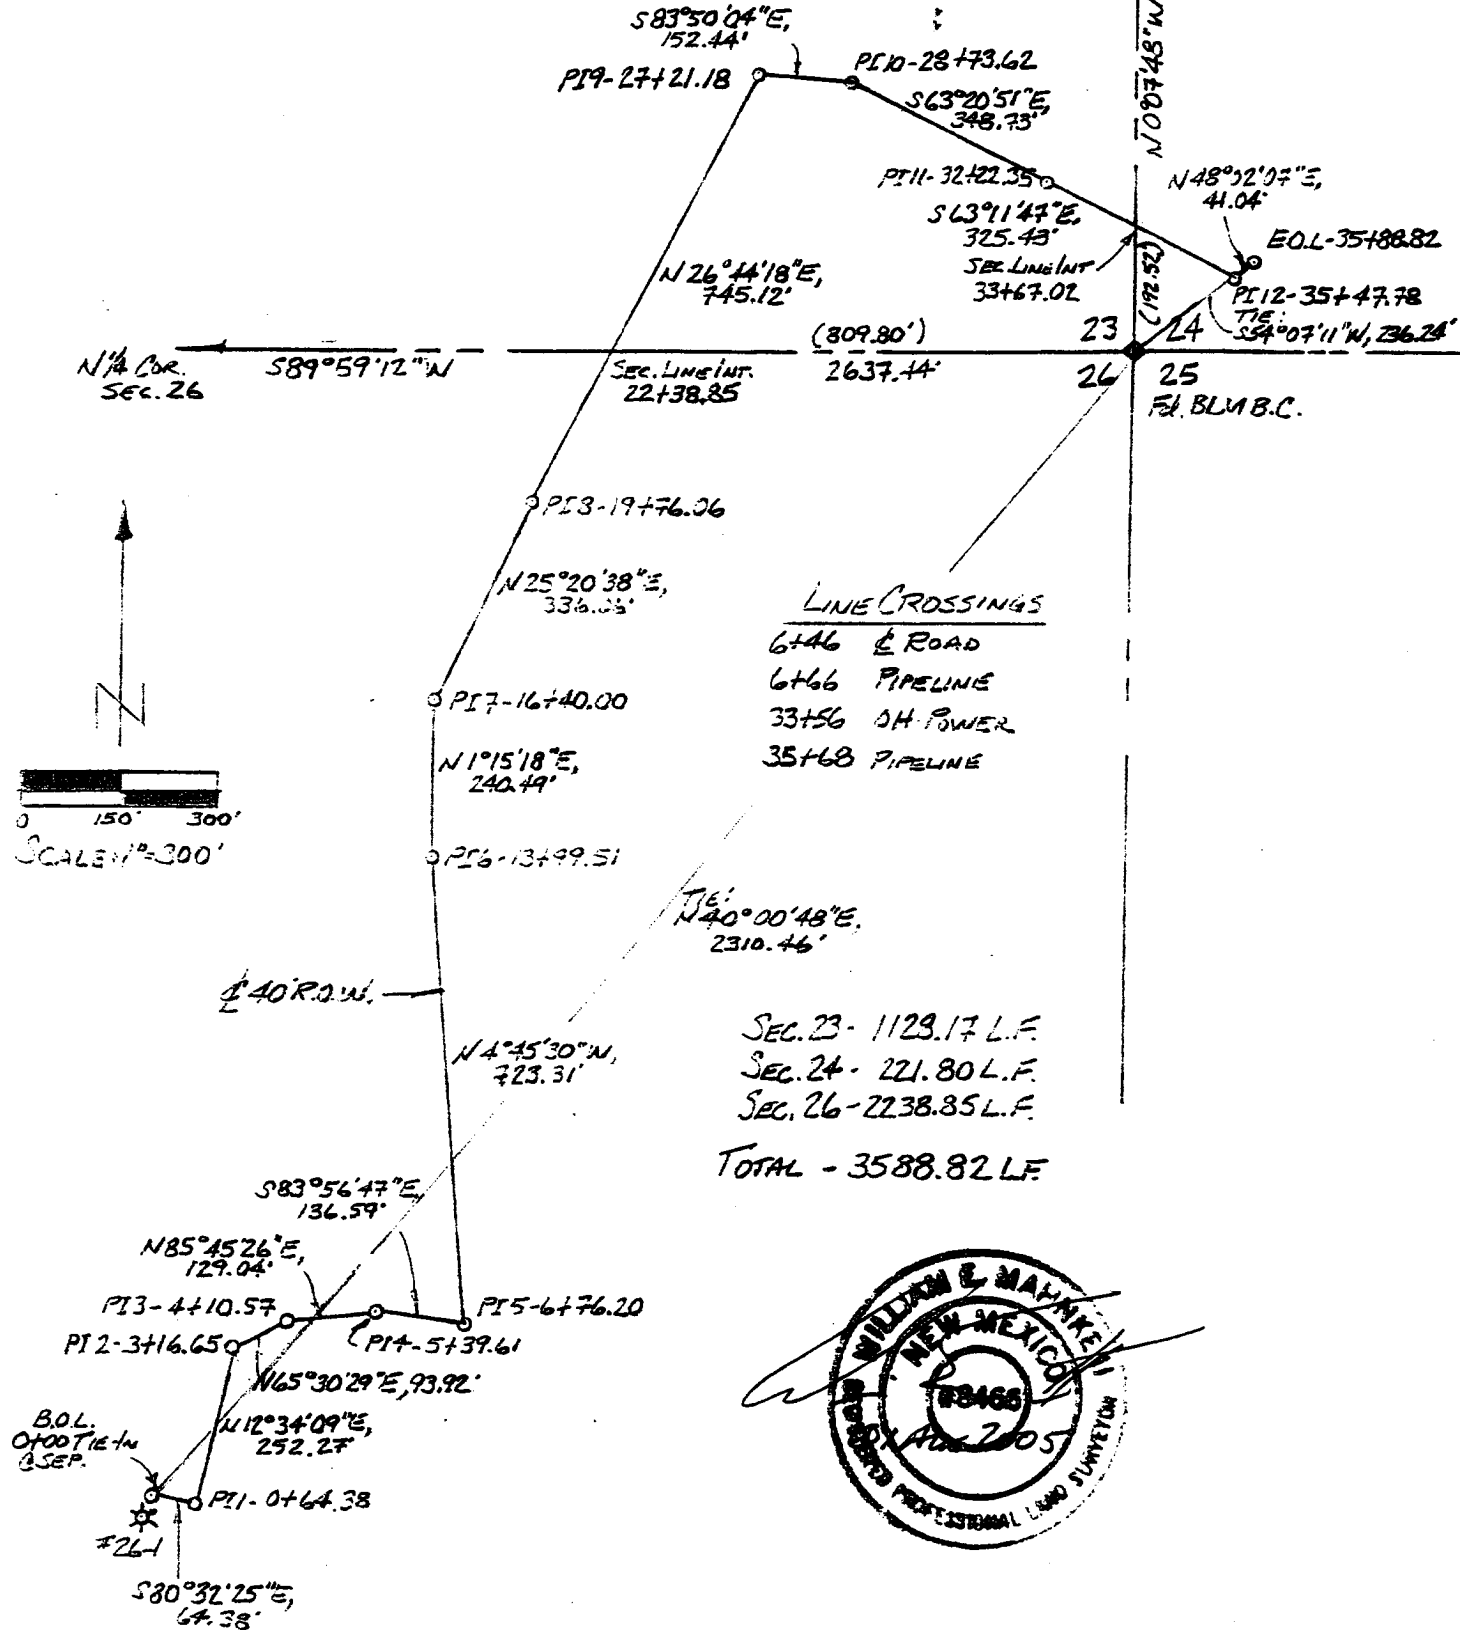 S83°50'04"E,
152.44'
PI9-27+21.18
PI10-28+73.62
S63°20'51"E,
348.73'
N0°07'48"W
PI11-32+22.35
N48°02'07"E,
41.04'
S63°11'47"E,
325.43'
E.O.L-35+88.82
SEC. LINE INT
33+67.02
(192.52)
PI12-35+47.78
TIE:
S54°07'11"W, 236.24'
N26°44'18"E,
745.12'
(809.80')
23
24
N1/4 COR.
SEC. 26
S89°59'12"W
SEC. LINE INT.
22+38.85
2637.44'
26
25
Fd. BLM B.C.
PI8-19+76.06
N25°20'38"E,
336.06'
LINE CROSSINGS
6+46 ℄ ROAD
6+66 PIPELINE
33+56 OH-POWER
35+68 PIPELINE
PI7-16+40.00
N1°15'18"E,
240.49'
N
0 150' 300'
SCALE: 1"=300'
PI6-13+99.51
TIE:
N40°00'48"E,
2310.46'
℄ 40' R.O.W.
N4°45'30"W,
723.31'
SEC. 23 - 1128.17 L.F.
SEC. 24 - 221.80 L.F.
SEC. 26 - 2238.85 L.F.
TOTAL - 3588.82 L.F.
S83°56'47"E,
136.59'
N85°45'26"E,
129.04'
PI3-4+10.57
PI5-6+76.20
PI2-3+16.65
PI4-5+39.61
N65°30'29"E, 93.92'
N12°34'09"E,
252.27'
B.O.L.
0+00 TIE-IN
@ SEP.
PI1-0+64.38
#26-1
S80°32'25"E,
64.38'
WILLIAM E. MAHNKE II
NEW MEXICO
#8466
Aug 2005
PROFESSIONAL LAND SURVEYOR